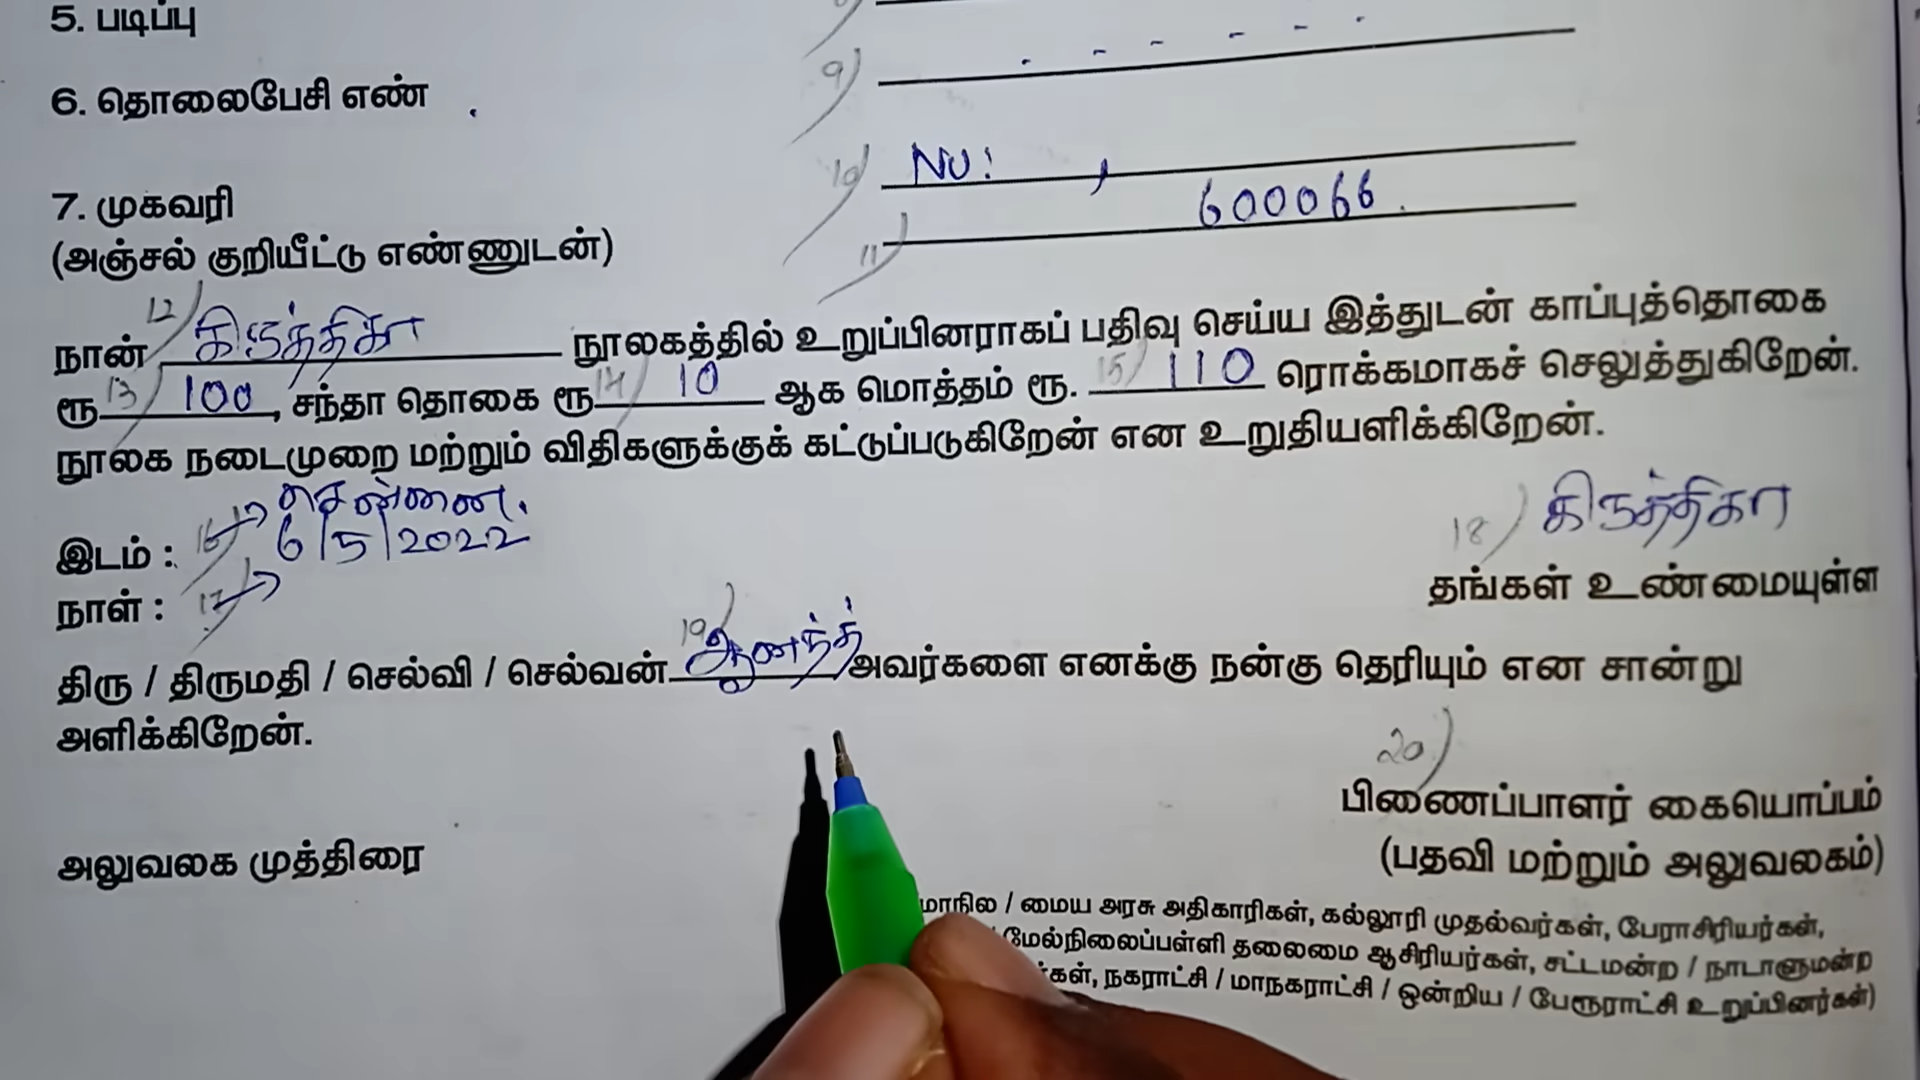 5. படிப்பு
9)
6. தொலைபேசி எண்
10) NO: ,
7. முகவரி
600066.
(அஞ்சல் குறியீட்டு எண்ணுடன்)
11)
நான் 12) கிருத்திகா நூலகத்தில் உறுப்பினராகப் பதிவு செய்ய இத்துடன் காப்புத்தொகை
ரூ 13) 100, சந்தா தொகை ரூ 14) 10 ஆக மொத்தம் ரூ. 15) 110 ரொக்கமாகச் செலுத்துகிறேன்.
நூலக நடைமுறை மற்றும் விதிகளுக்குக் கட்டுப்படுகிறேன் என உறுதியளிக்கிறேன்.
இடம் : 16) சென்னை.
நாள் : 17) 6/5/2022
18) கிருத்திகா
தங்கள் உண்மையுள்ள
திரு / திருமதி / செல்வி / செல்வன் 19) ஆனந்த் அவர்களை எனக்கு நன்கு தெரியும் என சான்று
அளிக்கிறேன்.
20)
பிணைப்பாளர் கையொப்பம்
(பதவி மற்றும் அலுவலகம்)
அலுவலக முத்திரை
மாநில / மைய அரசு அதிகாரிகள், கல்லூரி முதல்வர்கள், பேராசிரியர்கள்,
மேல்நிலைப்பள்ளி தலைமை ஆசிரியர்கள், சட்டமன்ற / நாடாளுமன்ற
நகராட்சி / மாநகராட்சி / ஒன்றிய / பேரூராட்சி உறுப்பினர்கள்)